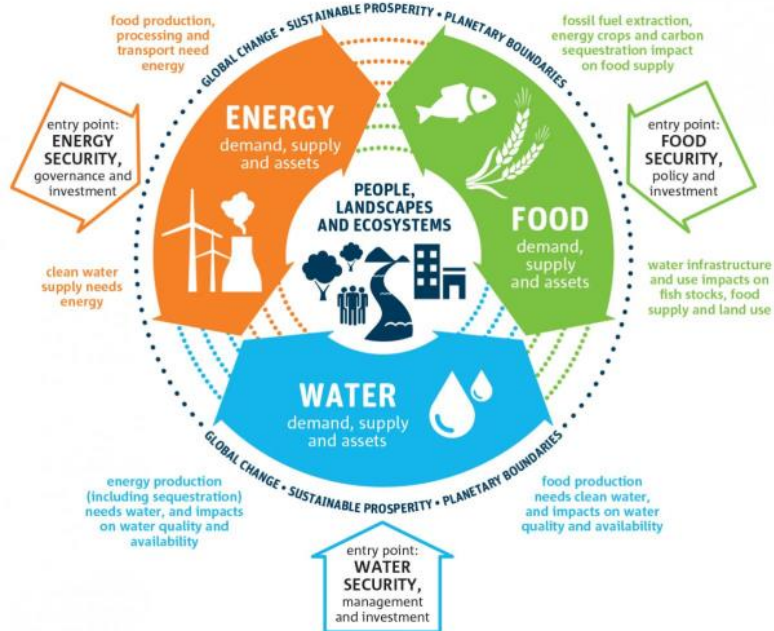 food production,
processing and
transport need
energy
GLOBAL CHANGE • SUSTAINABLE PROSPERITY • PLANETARY BOUNDARIES •
fossil fuel extraction,
energy crops and carbon
sequestration impact
on food supply
entry point:
ENERGY
SECURITY,
governance and
investment
ENERGY
demand, supply
and assets
entry point:
FOOD
SECURITY,
policy and
investment
PEOPLE,
LANDSCAPES
AND ECOSYSTEMS
FOOD
demand,
supply
and assets
clean water
supply needs
energy
water infrastructure
and use impacts on
fish stocks, food
supply and land use
WATER
demand, supply
and assets
GLOBAL CHANGE • SUSTAINABLE PROSPERITY • PLANETARY BOUNDARIES •
energy production
(including sequestration)
needs water, and impacts
on water quality and
availability
food production
needs clean water,
and impacts on water
quality and availability
entry point:
WATER
SECURITY,
management
and investment